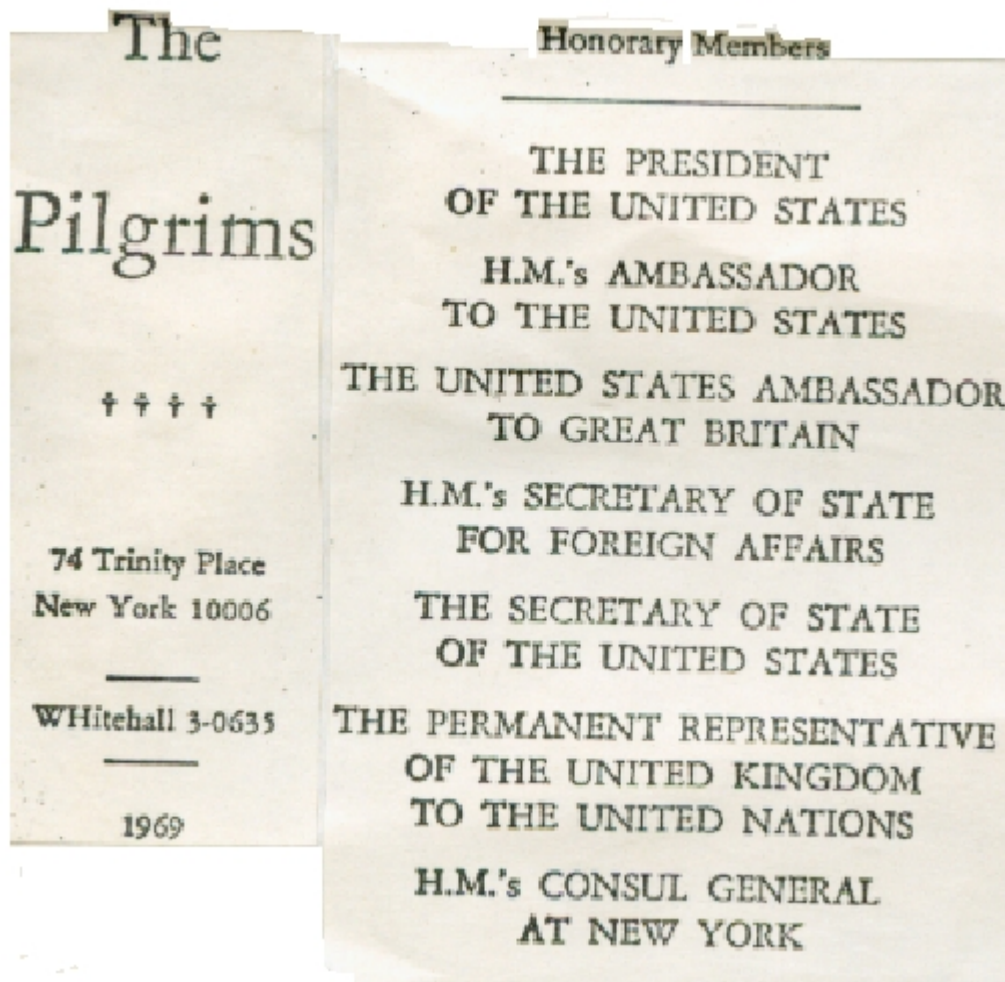 The
Pilgrims
✝ ✝ ✝ ✝
74 Trinity Place
New York 10006
WHitehall 3-0635
1969
Honorary Members
THE PRESIDENT
OF THE UNITED STATES
H.M.'s AMBASSADOR
TO THE UNITED STATES
THE UNITED STATES AMBASSADOR
TO GREAT BRITAIN
H.M.'s SECRETARY OF STATE
FOR FOREIGN AFFAIRS
THE SECRETARY OF STATE
OF THE UNITED STATES
THE PERMANENT REPRESENTATIVE
OF THE UNITED KINGDOM
TO THE UNITED NATIONS
H.M.'s CONSUL GENERAL
AT NEW YORK